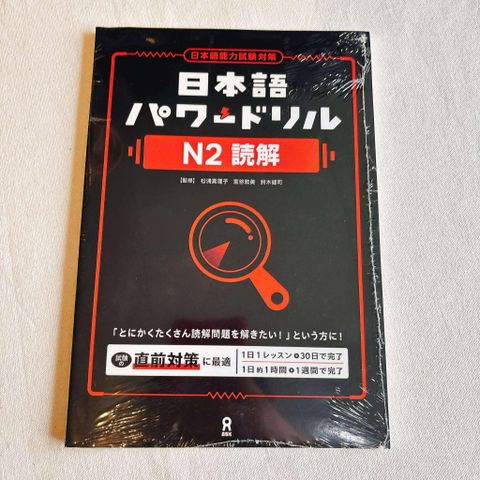 日本語能力試験対策
日本語
パワードリル
N2 読解
【監修】 松浦真理子 宮谷敦美 鈴木健司
「とにかくたくさん読解問題を解きたい!」という方に!
試験の 直前対策 に最適
1日1レッスン→30日で完了
1日約1時間→1週間で完了
ASK